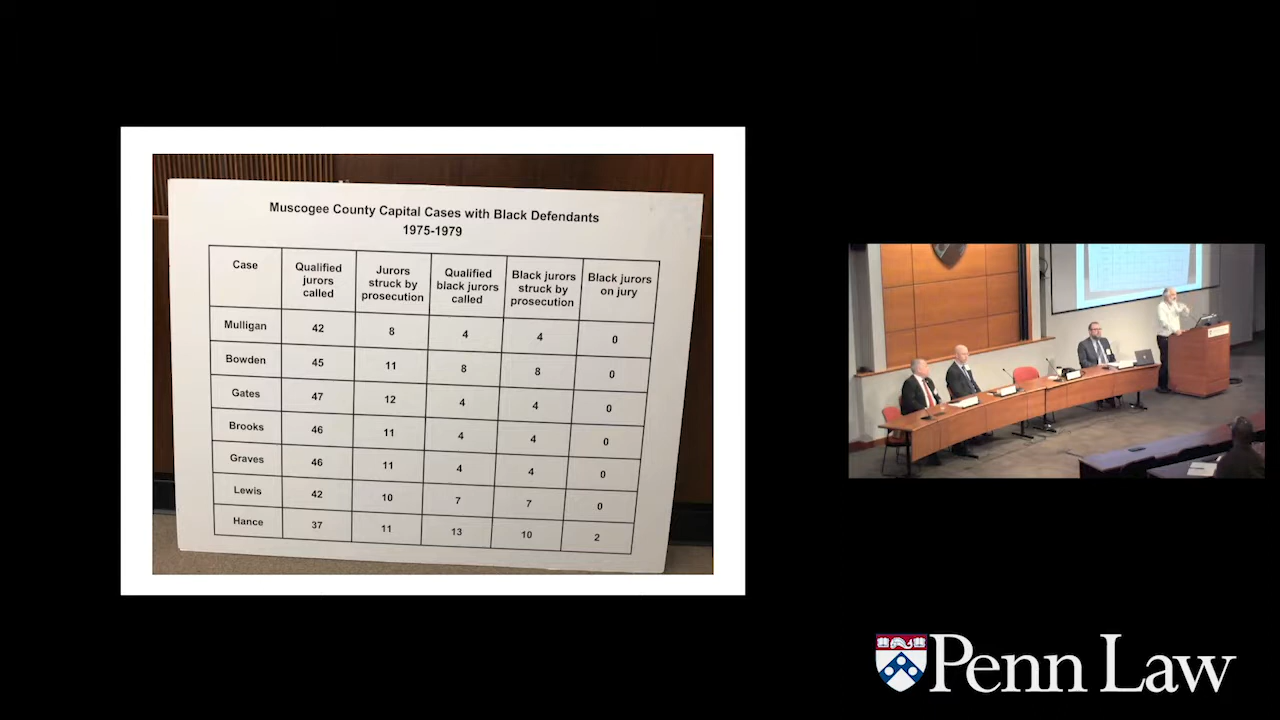 Muscogee County Capital Cases with Black Defendants
1975-1979
Case Qualified jurors called Jurors struck by prosecution Qualified black jurors called Black jurors struck by prosecution Black jurors on jury
Mulligan 42 8 4 4 0
Bowden 45 11 8 8 0
Gates 47 12 4 4 0
Brooks 46 11 4 4 0
Graves 46 11 4 4 0
Lewis 42 10 7 7 0
Hance 37 11 13 10 2
Penn Law